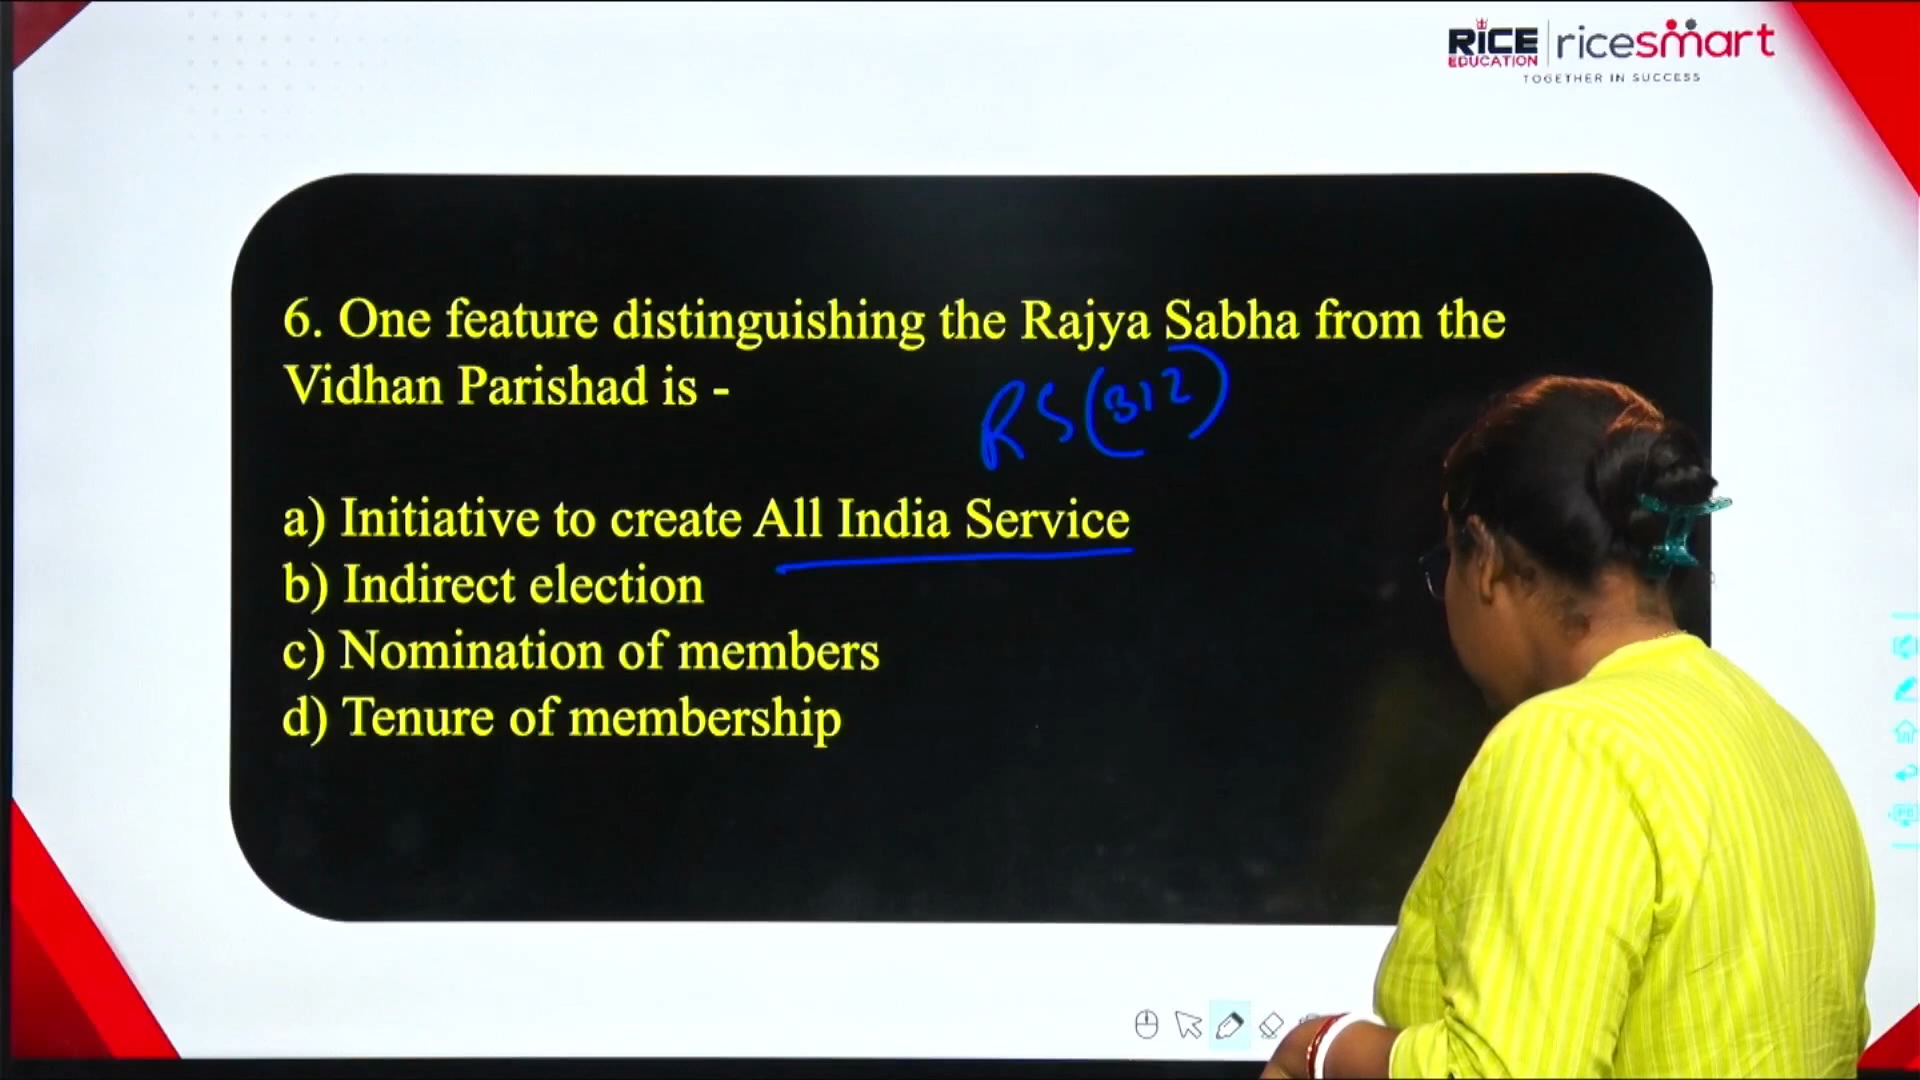 RICE
EDUCATION
ricesmart
TOGETHER IN SUCCESS
6. One feature distinguishing the Rajya Sabha from the
Vidhan Parishad is -
RS (312)
a) Initiative to create All India Service
b) Indirect election
c) Nomination of members
d) Tenure of membership